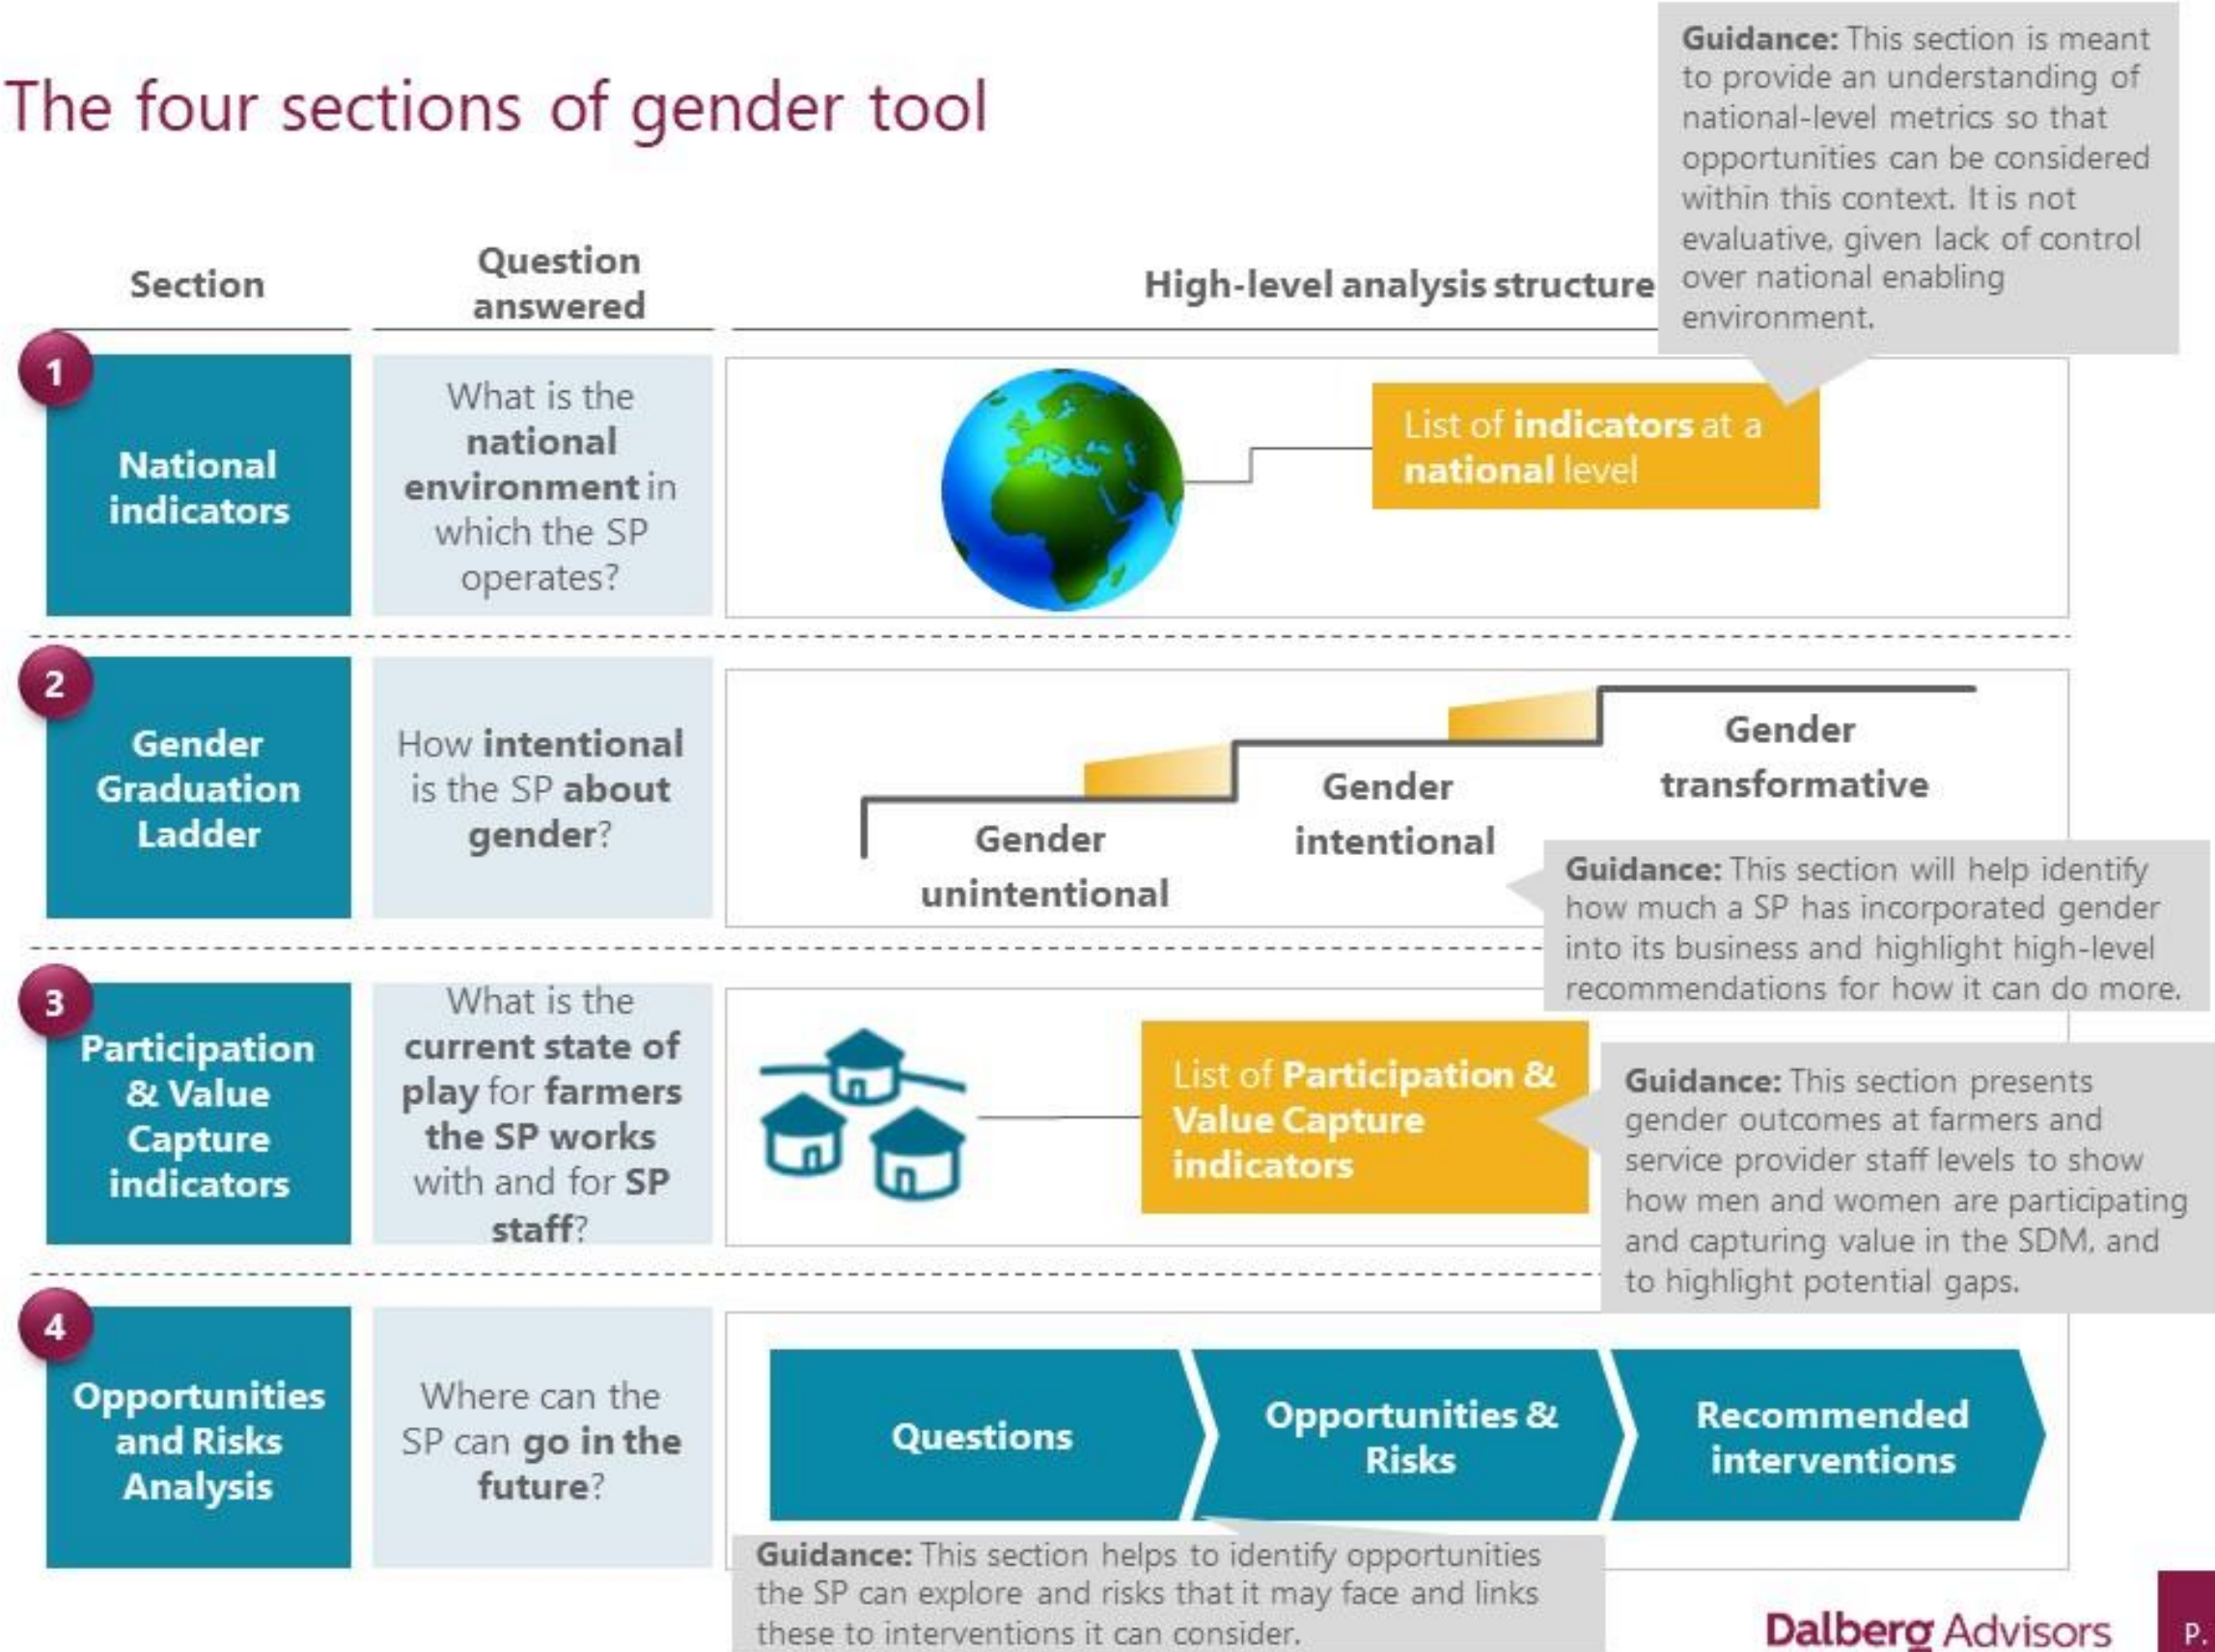 The four sections of gender tool
Guidance: This section is meant
to provide an understanding of
national-level metrics so that
opportunities can be considered
within this context. It is not
evaluative, given lack of control
over national enabling
environment.
Section
Question
answered
High-level analysis structure
1
National
indicators
What is the
national
environment in
which the SP
operates?
List of indicators at a
national level
2
Gender
Graduation
Ladder
How intentional
is the SP about
gender?
Gender
unintentional
Gender
intentional
Gender
transformative
Guidance: This section will help identify
how much a SP has incorporated gender
into its business and highlight high-level
recommendations for how it can do more.
3
Participation
& Value
Capture
indicators
What is the
current state of
play for farmers
the SP works
with and for SP
staff?
List of Participation &
Value Capture
indicators
Guidance: This section presents
gender outcomes at farmers and
service provider staff levels to show
how men and women are participating
and capturing value in the SDM, and
to highlight potential gaps.
4
Opportunities
and Risks
Analysis
Where can the
SP can go in the
future?
Questions
Opportunities &
Risks
Recommended
interventions
Guidance: This section helps to identify opportunities
the SP can explore and risks that it may face and links
these to interventions it can consider.
Dalberg Advisors
P.